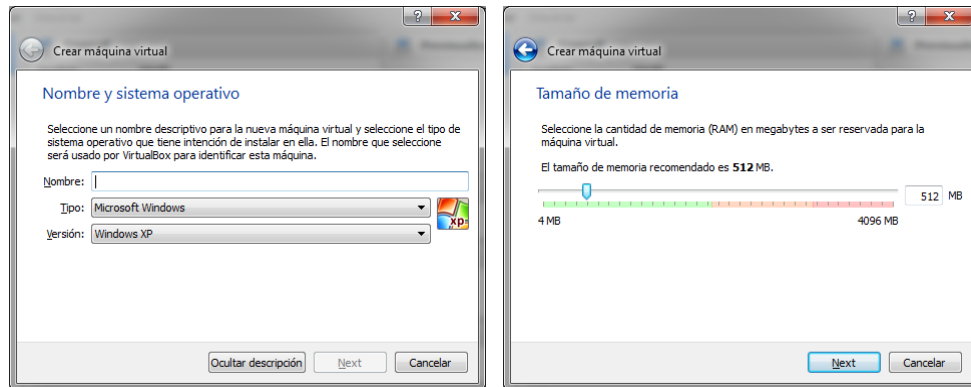 Crear máquina virtual
Nombre y sistema operativo
Seleccione un nombre descriptivo para la nueva máquina virtual y seleccione el tipo de
sistema operativo que tiene intención de instalar en ella. El nombre que seleccione
será usado por VirtualBox para identificar esta máquina.
Nombre:
Tipo: Microsoft Windows
xp
Versión: Windows XP
Ocultar descripción Next Cancelar
Crear máquina virtual
Tamaño de memoria
Seleccione la cantidad de memoria (RAM) en megabytes a ser reservada para la
máquina virtual.
El tamaño de memoria recomendado es 512 MB.
512 MB
4 MB 4096 MB
Next Cancelar